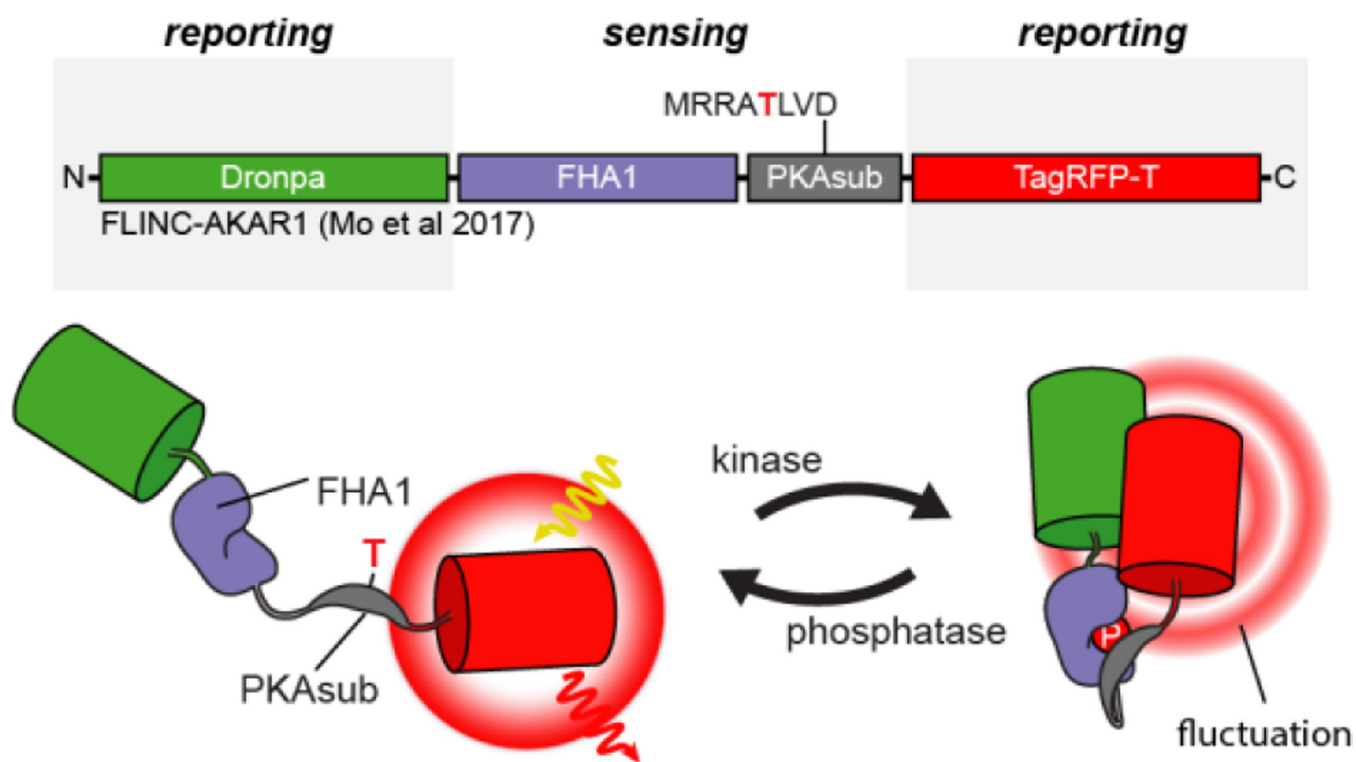 reporting sensing reporting
MRRATLVD
N Dronpa FHA1 PKAsub TagRFP-T C
FLINC-AKAR1 (Mo et al 2017)
FHA1
T
PKAsub
kinase
phosphatase
P
fluctuation